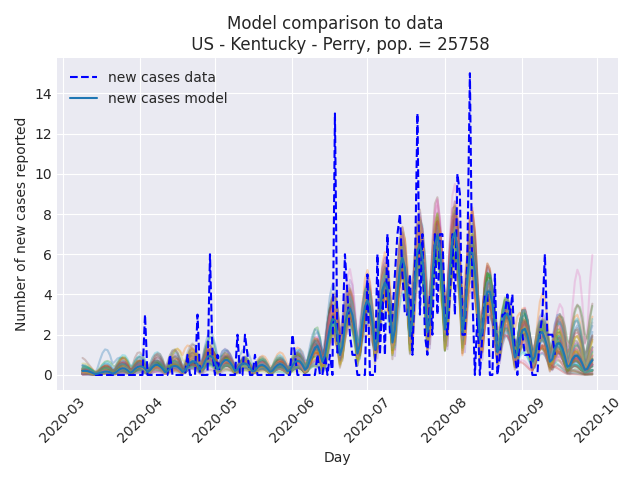 Model comparison to data
US - Kentucky - Perry, pop. = 25758
new cases data
new cases model
Number of new cases reported
14
12
10
8
6
4
2
0
2020-03
2020-04
2020-05
2020-06
2020-07
2020-08
2020-09
2020-10
Day